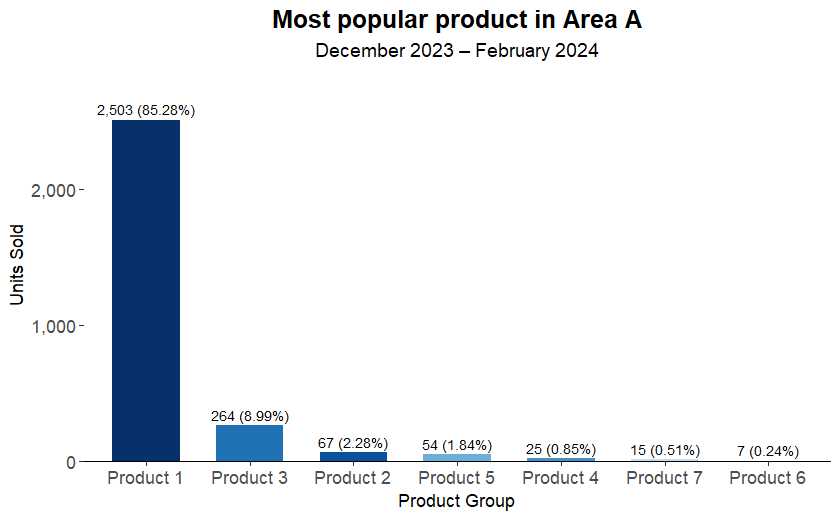 Most popular product in Area A
December 2023 – February 2024
Units Sold
2,000
1,000
0
2,503 (85.28%)
264 (8.99%)
67 (2.28%)
54 (1.84%)
25 (0.85%)
15 (0.51%)
7 (0.24%)
Product 1
Product 3
Product 2
Product 5
Product 4
Product 7
Product 6
Product Group